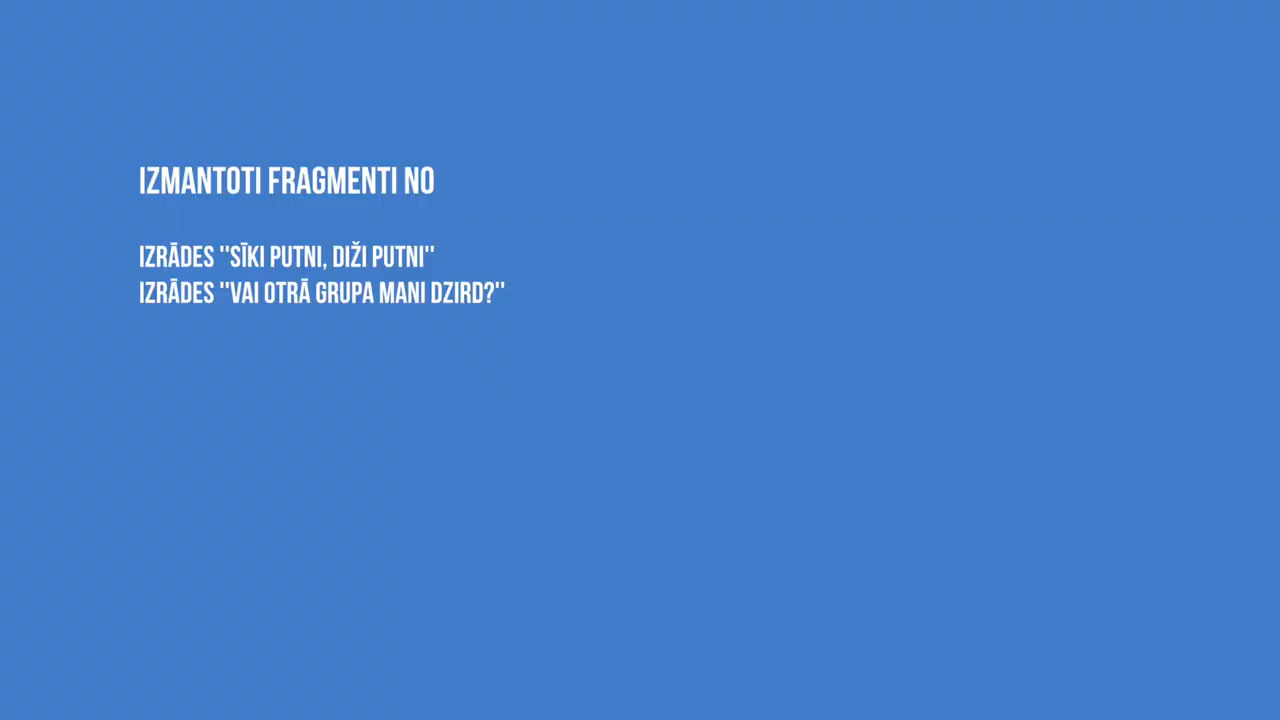 IZMANTOTI FRAGMENTI NO
IZRĀDES "SĪKI PUTNI, DIŽI PUTNI"
IZRĀDES "VAI OTRĀ GRUPA MANI DZIRD?"